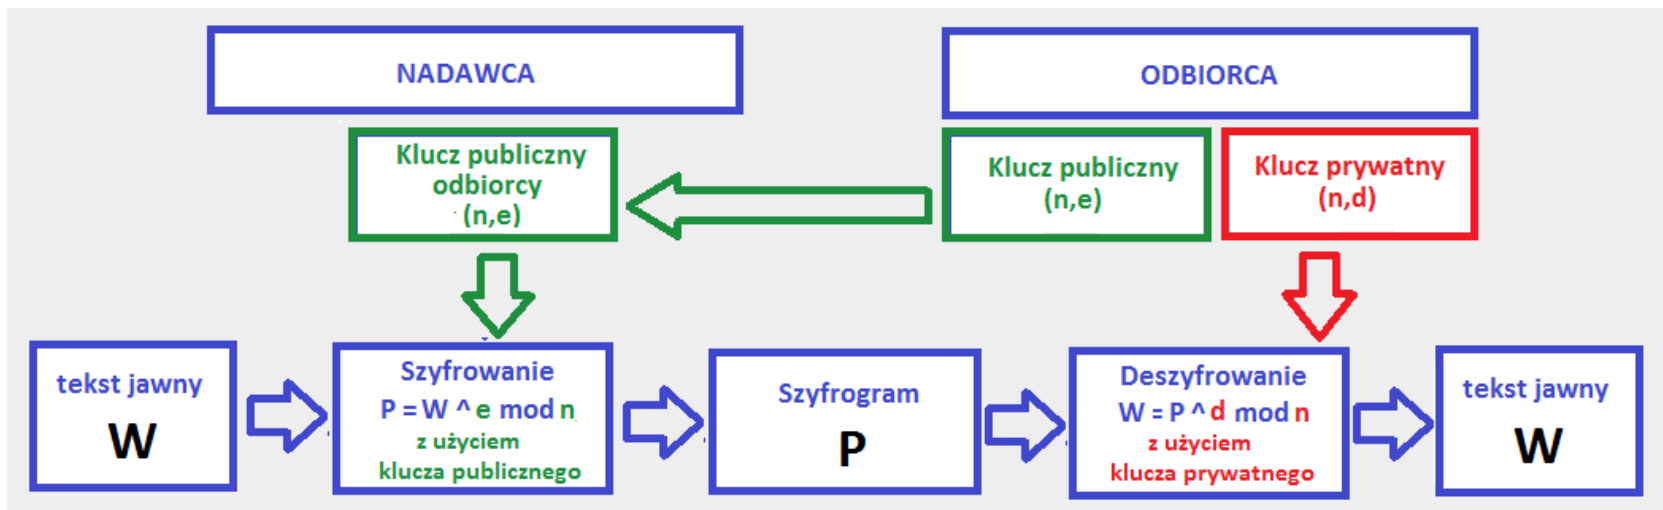 NADAWCA
ODBIORCA
Klucz publiczny
odbiorcy
(n,e)
Klucz publiczny
(n,e)
Klucz prywatny
(n,d)
tekst jawny
W
Szyfrowanie
P = W ^ e mod n
z użyciem
klucza publicznego
Szyfrogram
P
Deszyfrowanie
W = P ^ d mod n
z użyciem
klucza prywatnego
tekst jawny
W